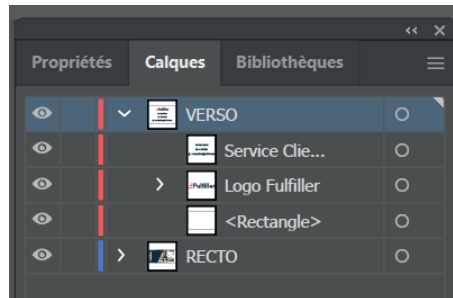 Propriétés Calques Bibliothèques
VERSO
Service Clie...
Logo Fulfiller
<Rectangle>
RECTO